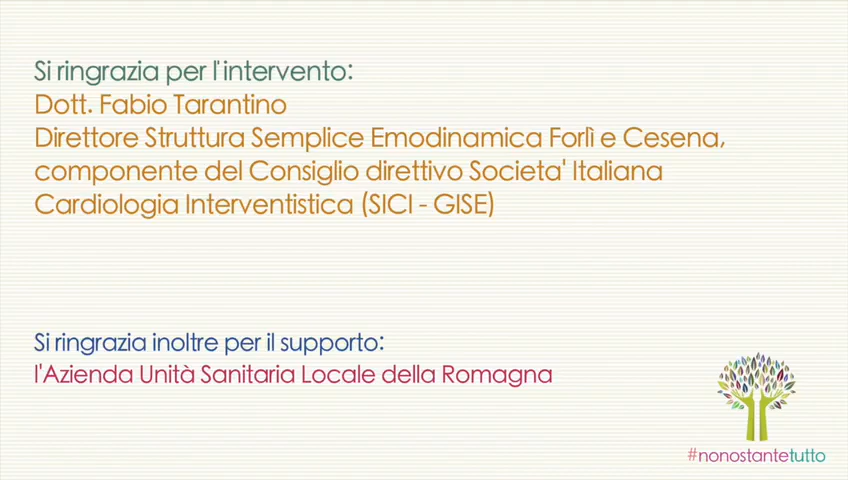 Si ringrazia per l'intervento:
Dott. Fabio Tarantino
Direttore Struttura Semplice Emodinamica Forlì e Cesena,
componente del Consiglio direttivo Societa' Italiana
Cardiologia Interventistica (SICI - GISE)
Si ringrazia inoltre per il supporto:
l'Azienda Unità Sanitaria Locale della Romagna
#nonostantetutto